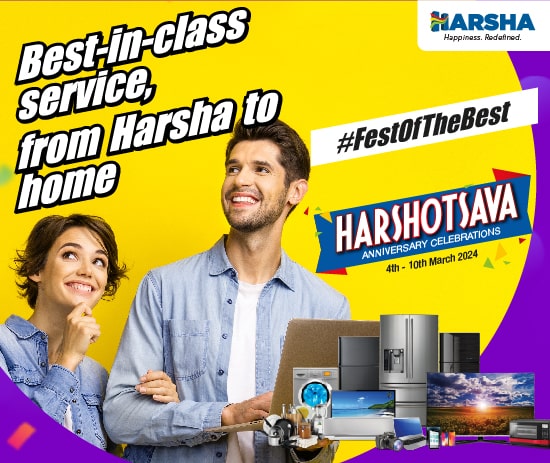 HARSHA
Happiness. Redefined.
Best-in-class
service,
from Harsha to
home
#FestOfTheBest
HARSHOTSAVA
ANNIVERSARY CELEBRATIONS
4th - 10th March 2024